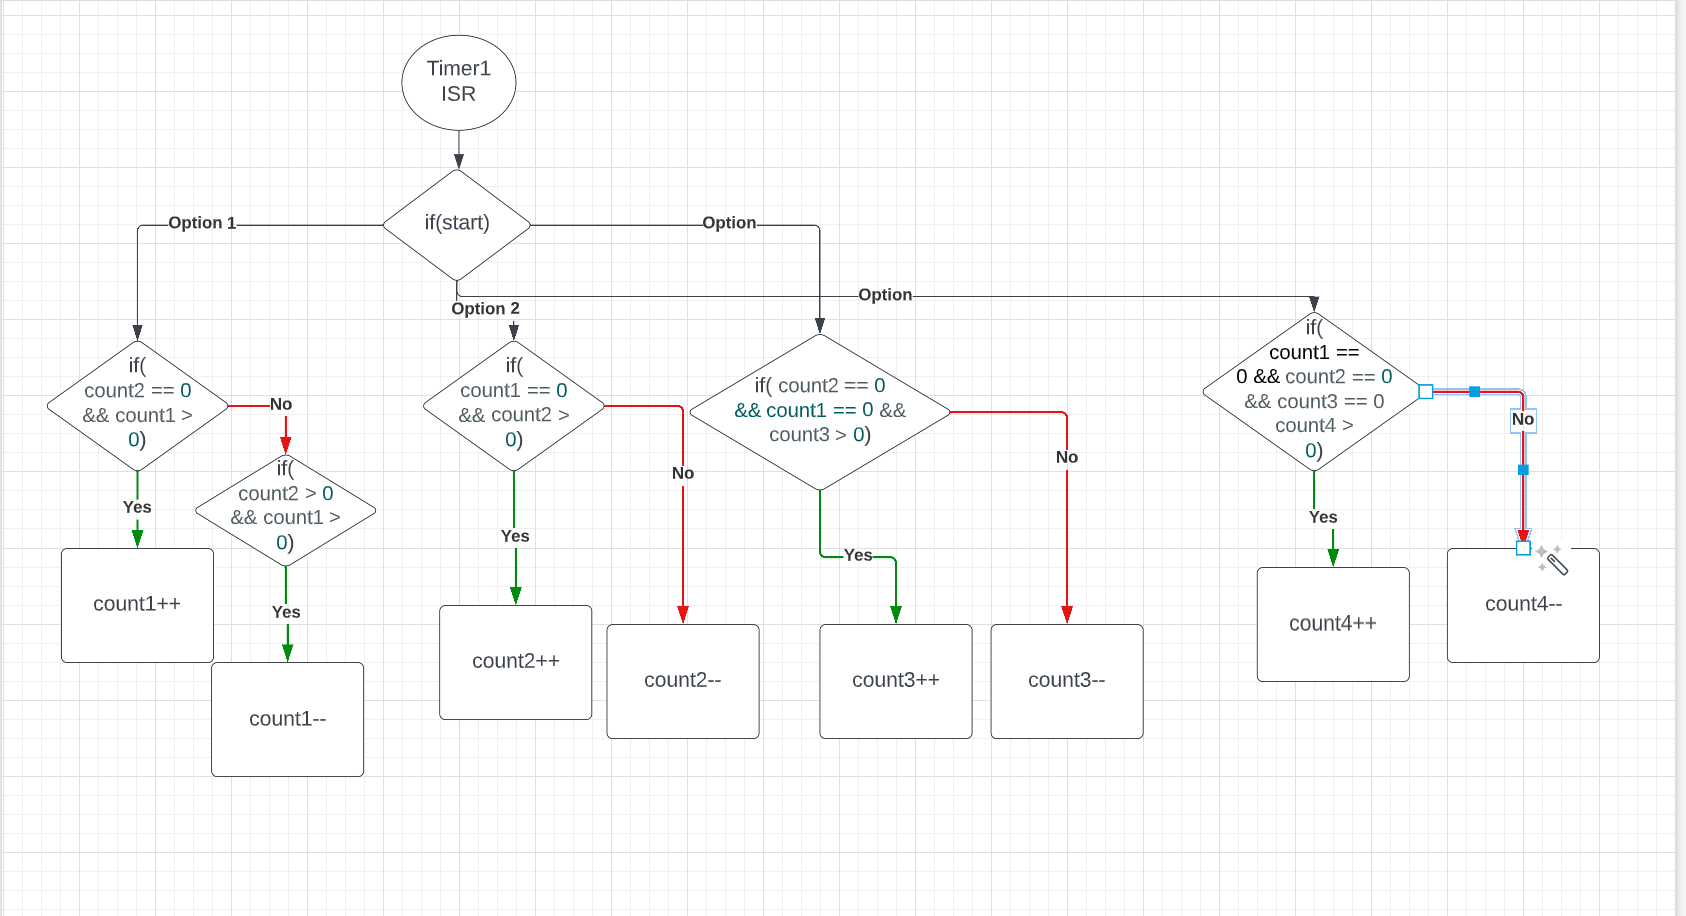 Timer1
ISR
if(start)
Option 1
Option
Option
Option 2
if(
count2 == 0
&& count1 >
0)
No
Yes
if(
count2 > 0
&& count1 >
0)
Yes
count1++
count1--
if(
count1 == 0
&& count2 >
0)
No
Yes
count2++
count2--
if( count2 == 0
&& count1 == 0 &&
count3 > 0)
No
Yes
count3++
count3--
if(
count1 ==
0 && count2 == 0
&& count3 == 0
count4 >
0)
No
Yes
count4++
count4--